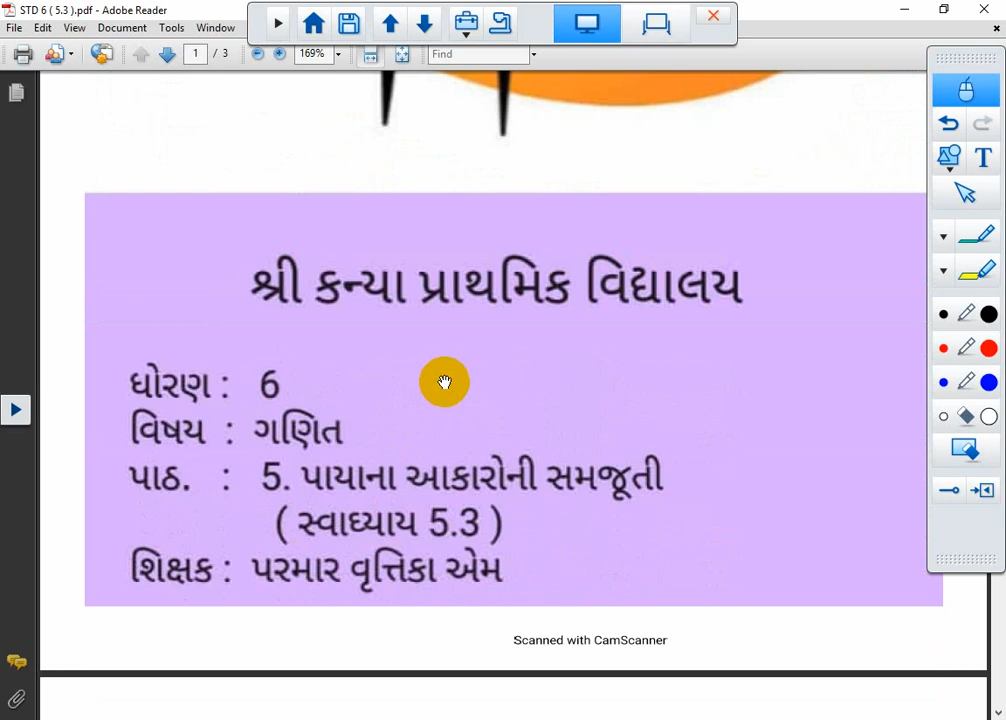 STD 6 ( 5.3 ).pdf - Adobe Reader
File Edit View Document Tools Window
1 / 3 169% Find
T
શ્રી કન્યા પ્રાથમિક વિદ્યાલય
ધોરણ : 6
વિષય : ગણિત
પાઠ. : 5. પાયાના આકારોની સમજૂતી
( સ્વાધ્યાય 5.3 )
શિક્ષક : પરમાર વૃત્તિકા એમ
Scanned with CamScanner